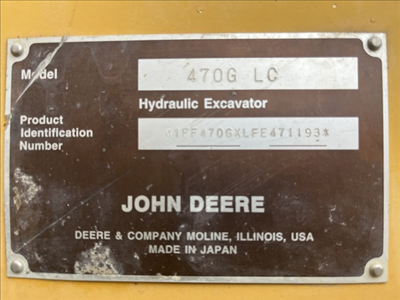 Model 470G LC
Hydraulic Excavator
Product
Identification
Number
*1FF470GXLFE471193*
JOHN DEERE
DEERE & COMPANY MOLINE, ILLINOIS, USA
MADE IN JAPAN